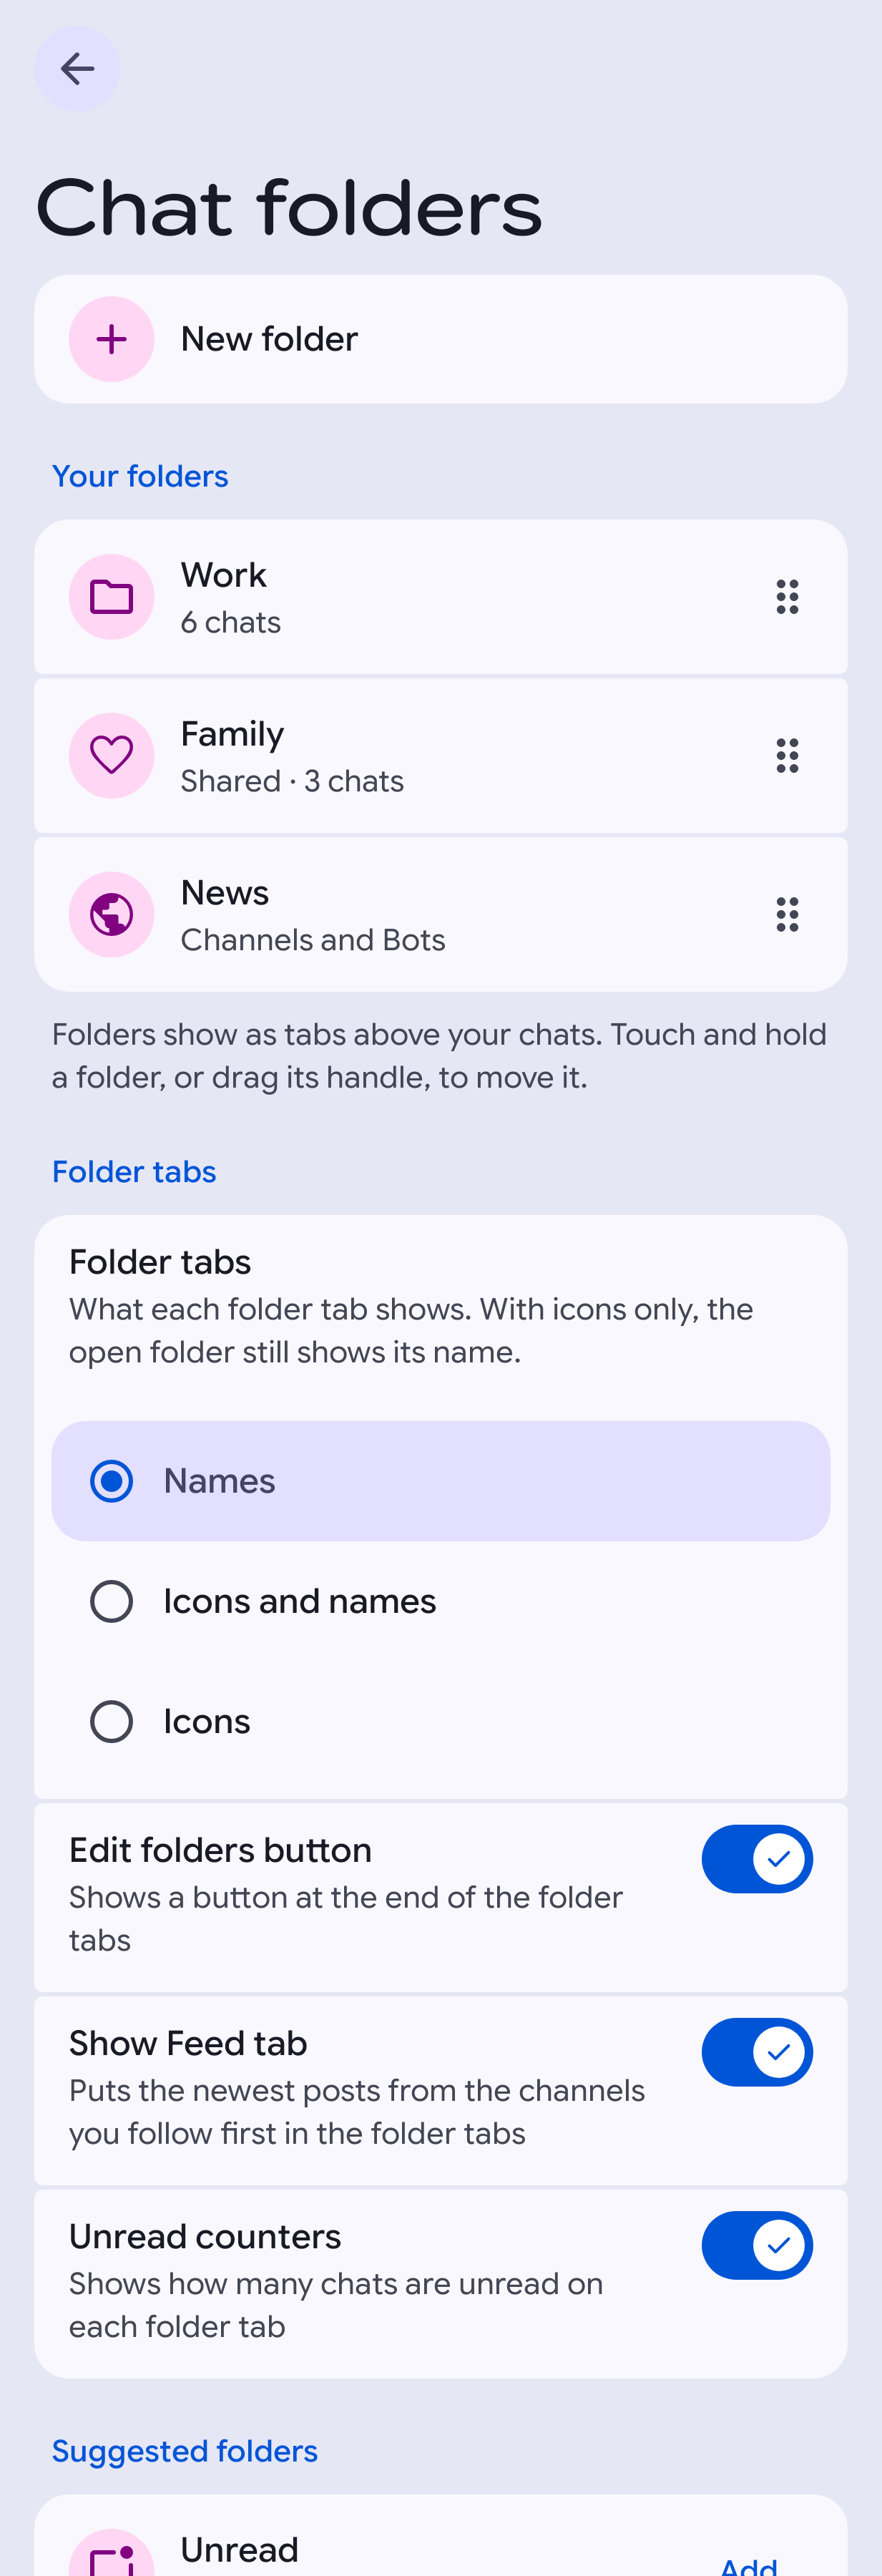 Chat folders
New folder
Your folders
Work
6 chats
Family
Shared · 3 chats
News
Channels and Bots
Folders show as tabs above your chats. Touch and hold
a folder, or drag its handle, to move it.
Folder tabs
Folder tabs
What each folder tab shows. With icons only, the
open folder still shows its name.
Names
Icons and names
Icons
Edit folders button
Shows a button at the end of the folder
tabs
Show Feed tab
Puts the newest posts from the channels
you follow first in the folder tabs
Unread counters
Shows how many chats are unread on
each folder tab
Suggested folders
Unread
Add